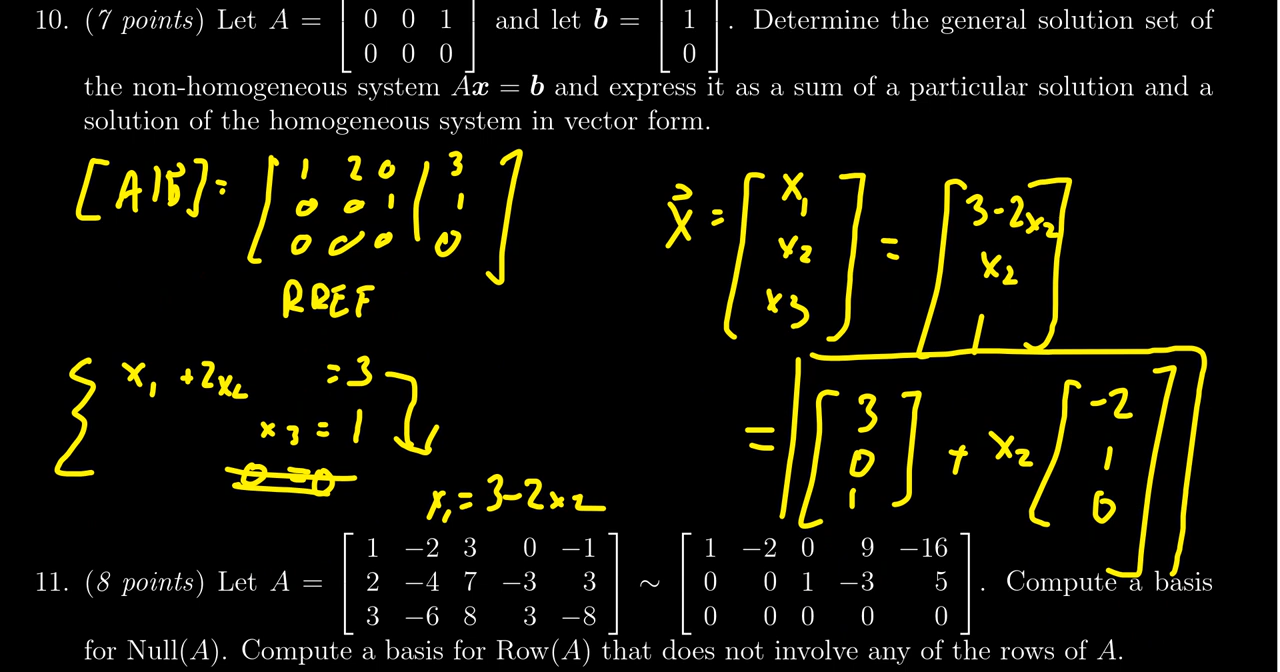 10. (7 points) Let A = [ 0 0 1 ; 0 0 0 ] and let b = [ 1 ; 0 ] . Determine the general solution set of
the non-homogeneous system Ax = b and express it as a sum of a particular solution and a
solution of the homogeneous system in vector form.
[A|b⃗] = [ 1 2 0 | 3 ; 0 0 1 | 1 ; 0 0 0 | 0 ]
RREF
{ x₁ + 2x₂ = 3
x₃ = 1
0 = 0
x₁ = 3-2x₂
x⃗ = [ x₁ ; x₂ ; x₃ ] = [ 3-2x₂ ; x₂ ; 1 ]
= [ 3 ; 0 ; 1 ] + x₂ [ -2 ; 1 ; 0 ]
11. (8 points) Let A = [ 1 −2 3 0 −1 ; 2 −4 7 −3 3 ; 3 −6 8 3 −8 ] ∼ [ 1 −2 0 9 −16 ; 0 0 1 −3 5 ; 0 0 0 0 0 ] . Compute a basis
for Null(A). Compute a basis for Row(A) that does not involve any of the rows of A.